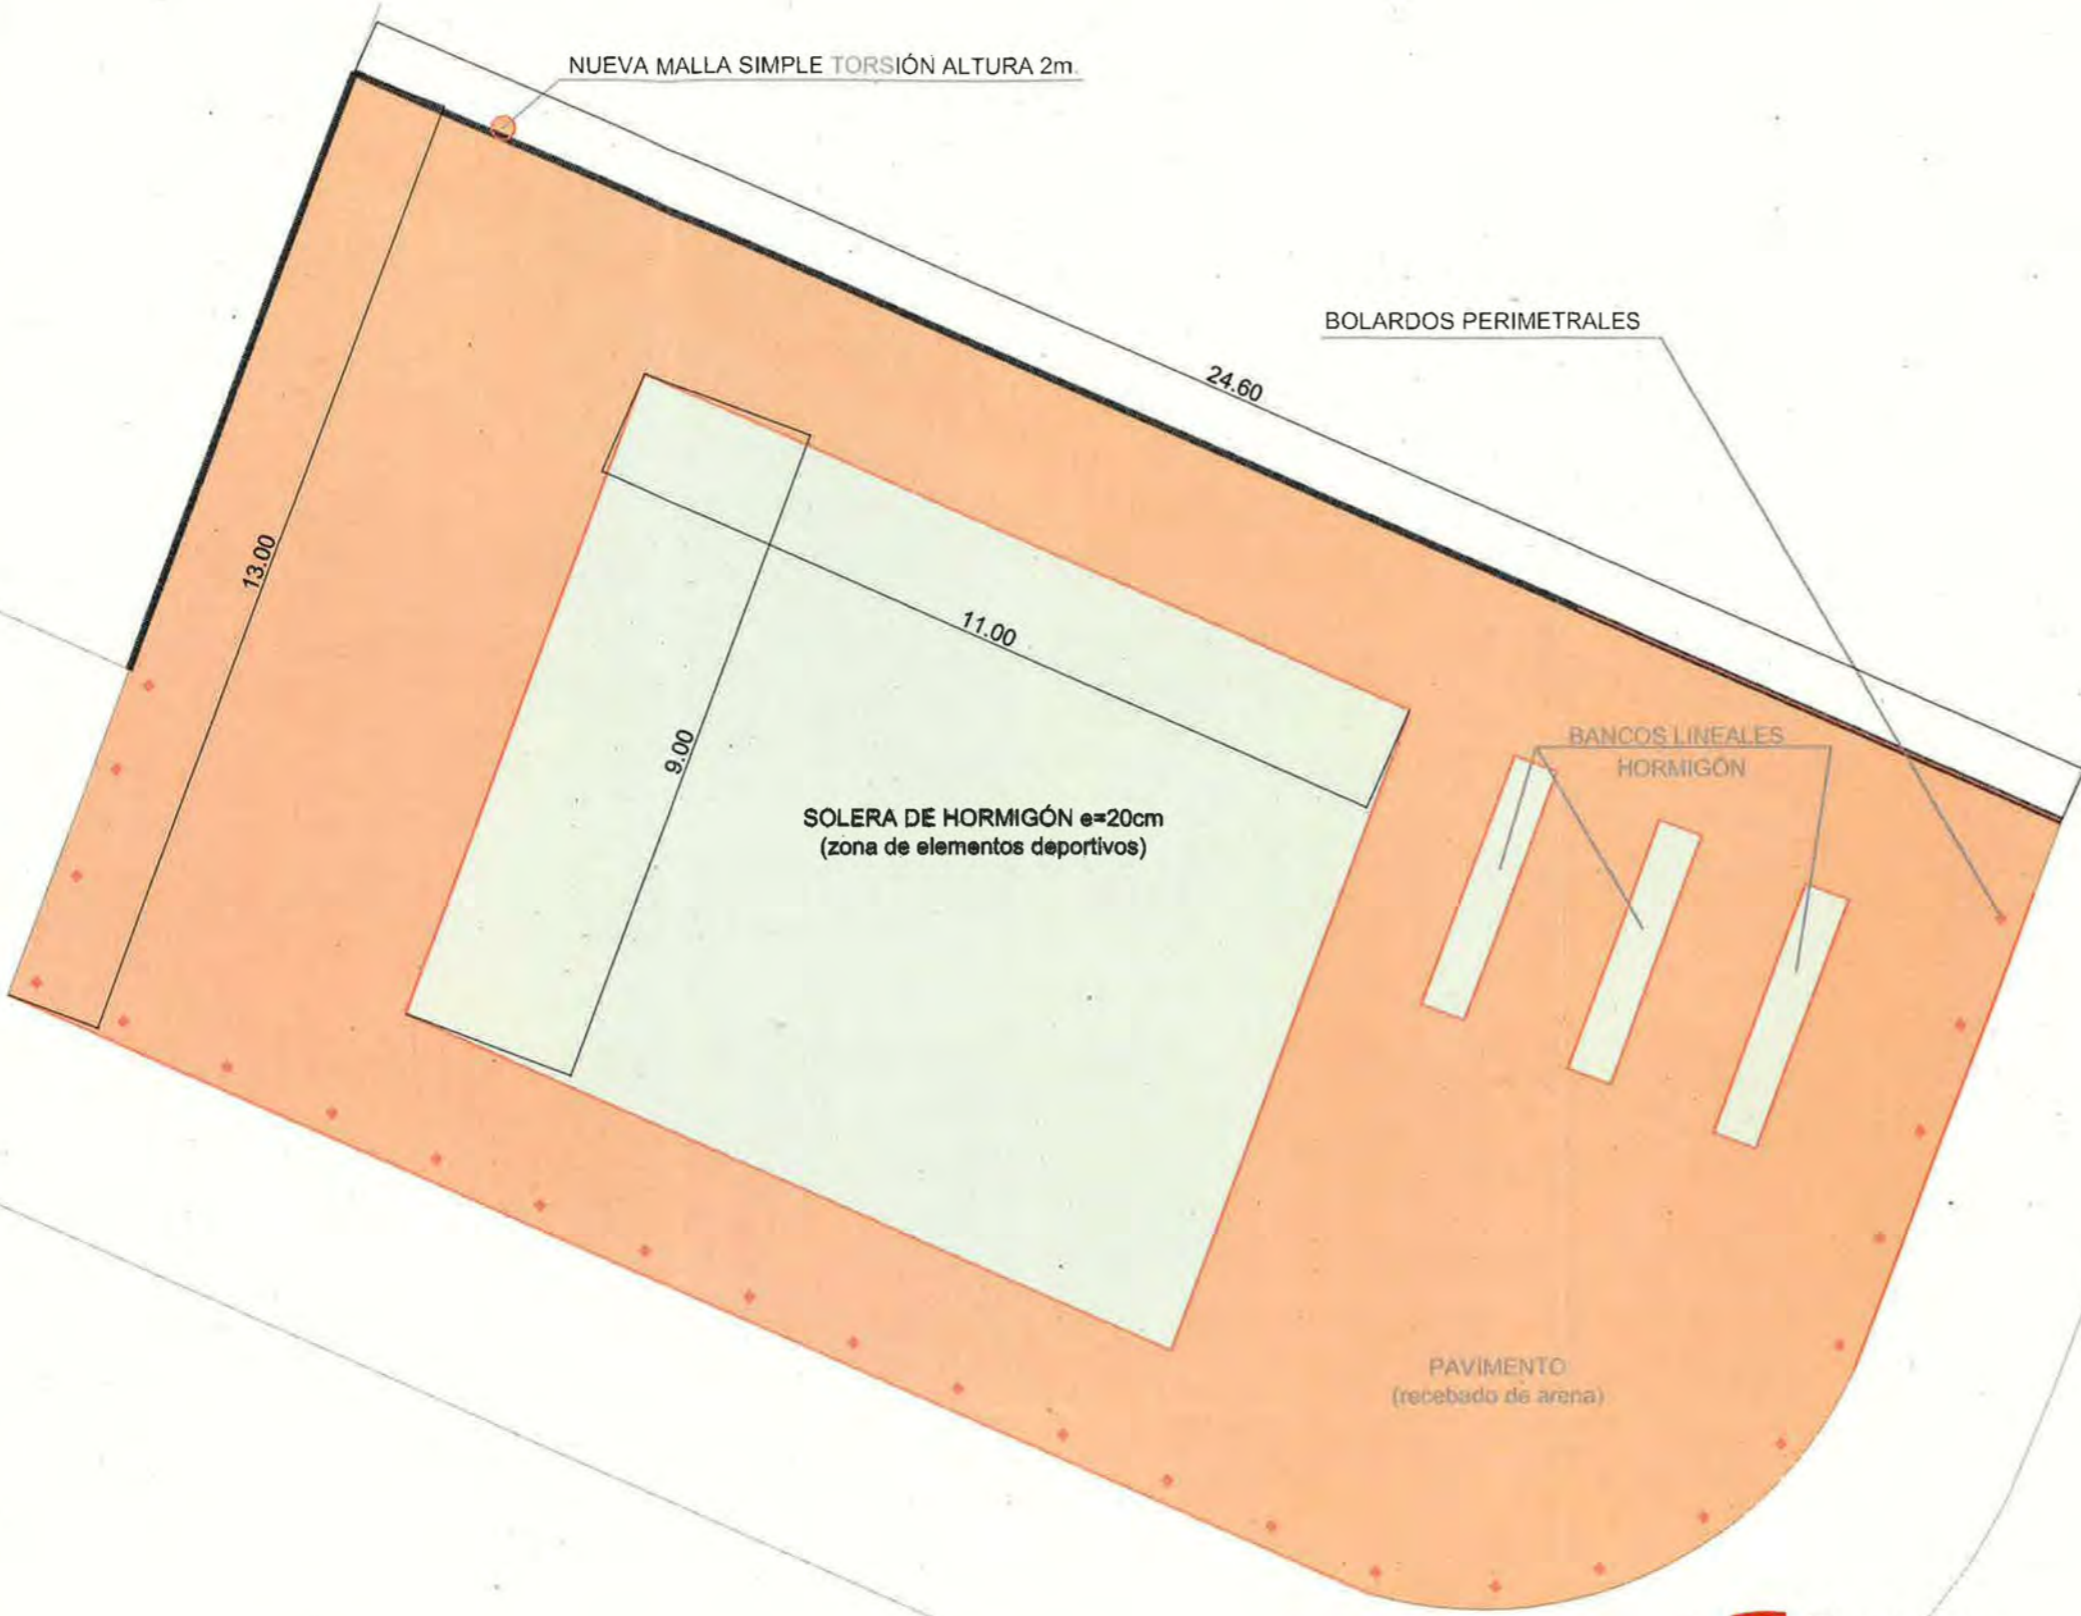 NUEVA MALLA SIMPLE TORSIÓN ALTURA 2m.
BOLARDOS PERIMETRALES
24.60
13.00
11.00
9.00
BANCOS LINEALES
HORMIGÓN
SOLERA DE HORMIGÓN e=20cm
(zona de elementos deportivos)
PAVIMENTO
(recebado de arena)